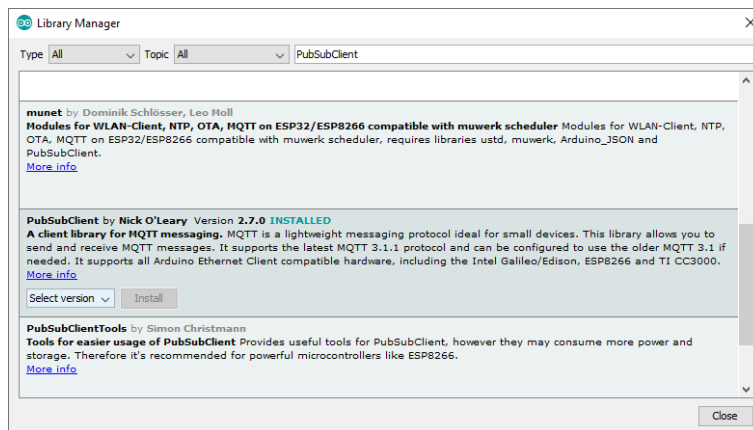 Library Manager
Type All Topic All PubSubClient
munet by Dominik Schlösser, Leo Moll
Modules for WLAN-Client, NTP, OTA, MQTT on ESP32/ESP8266 compatible with muwerk scheduler Modules for WLAN-Client, NTP,
OTA, MQTT on ESP32/ESP8266 compatible with muwerk scheduler, requires libraries ustd, muwerk, Arduino_JSON and
PubSubClient.
More info
PubSubClient by Nick O'Leary Version 2.7.0 INSTALLED
A client library for MQTT messaging. MQTT is a lightweight messaging protocol ideal for small devices. This library allows you to
send and receive MQTT messages. It supports the latest MQTT 3.1.1 protocol and can be configured to use the older MQTT 3.1 if
needed. It supports all Arduino Ethernet Client compatible hardware, including the Intel Galileo/Edison, ESP8266 and TI CC3000.
More info
Select version Install
PubSubClientTools by Simon Christmann
Tools for easier usage of PubSubClient Provides useful tools for PubSubClient, however they may consume more power and
storage. Therefore it's recommended for powerful microcontrollers like ESP8266.
More info
Close